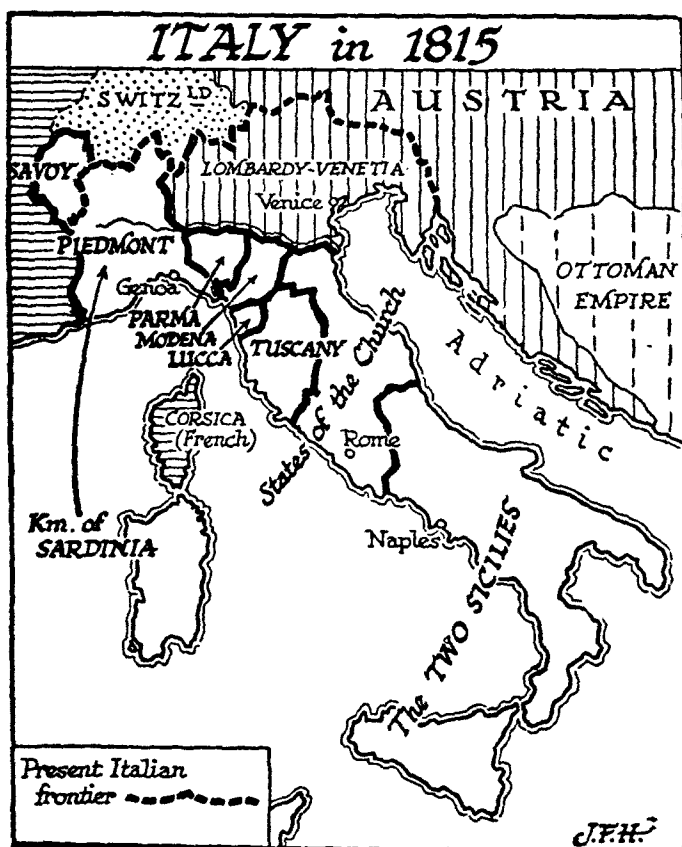 ITALY in 1815
SWITZ LD
AUSTRIA
SAVOY
LOMBARDY-VENETIA
Venice
PIEDMONT
OTTOMAN
EMPIRE
Genoa
PARMA
MODENA
LUCCA
TUSCANY
States of the Church
Adriatic
CORSICA
(French)
Rome
Km. of
SARDINIA
Naples
The TWO SICILIES
Present Italian
frontier
J.F.H.